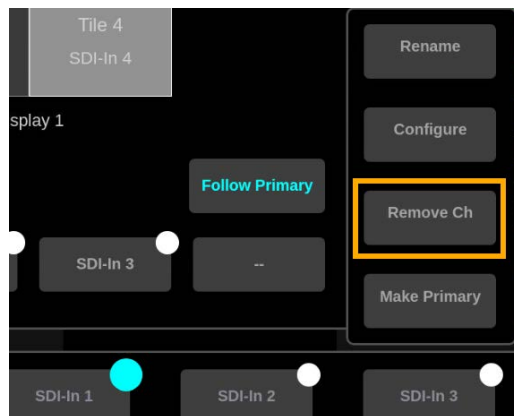 Tile 4
SDI-In 4
Rename
splay 1
Configure
Follow Primary
Remove Ch
SDI-In 3
--
Make Primary
SDI-In 1
SDI-In 2
SDI-In 3